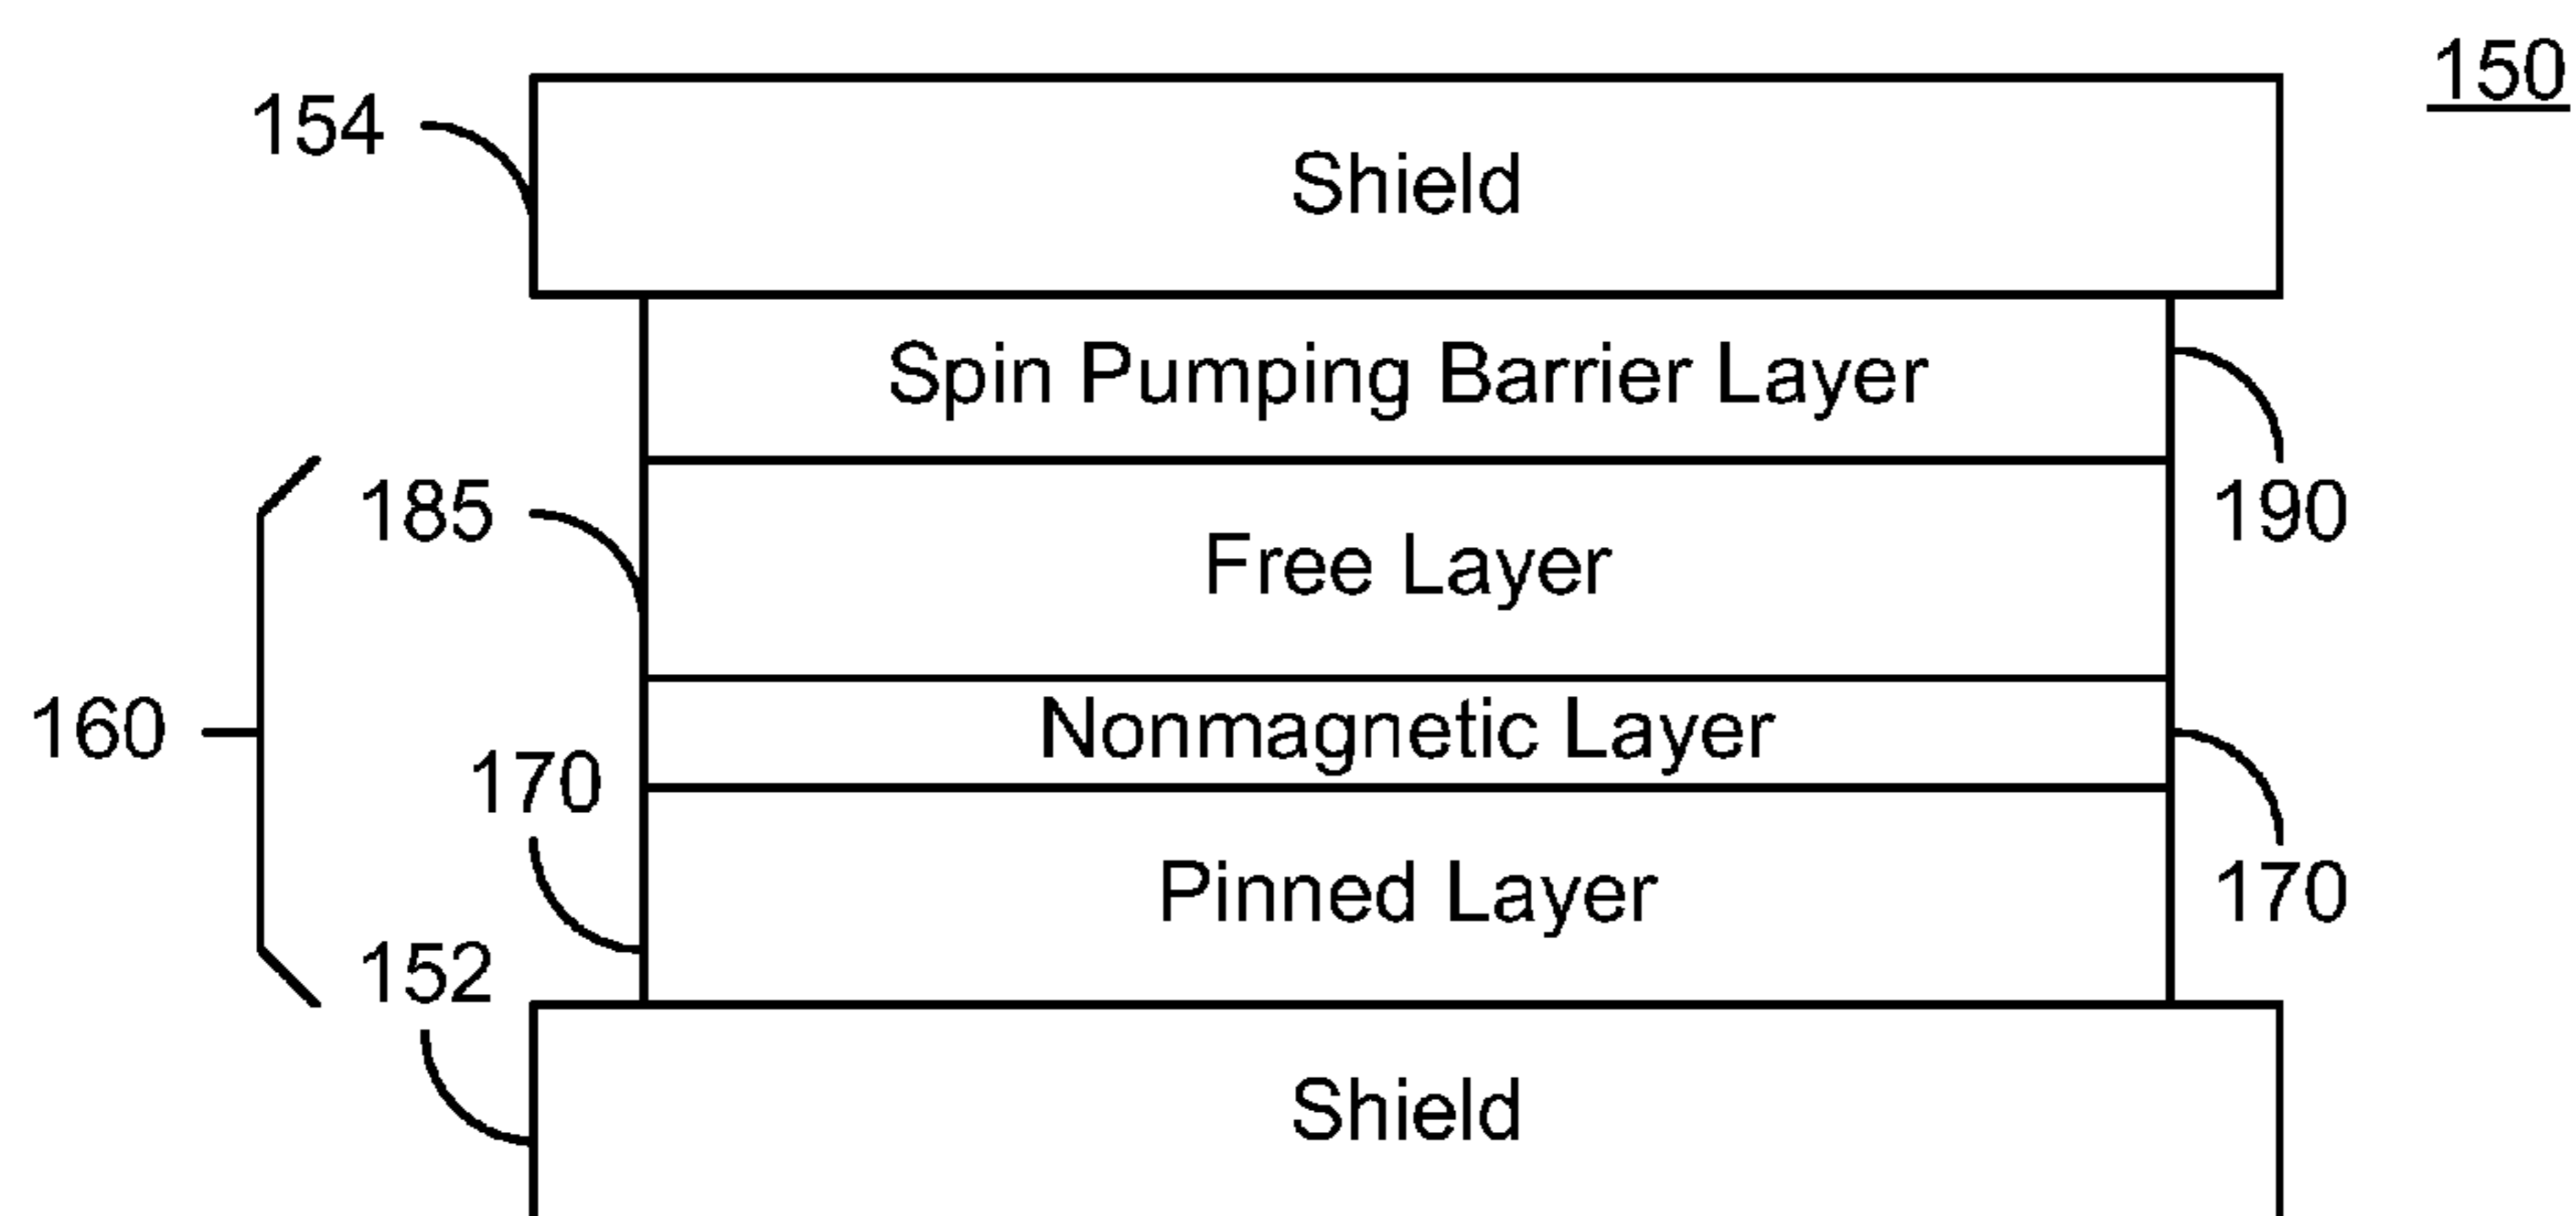 150
154
Shield
Spin Pumping Barrier Layer
185
190
Free Layer
160
Nonmagnetic Layer
170
170
Pinned Layer
152
Shield